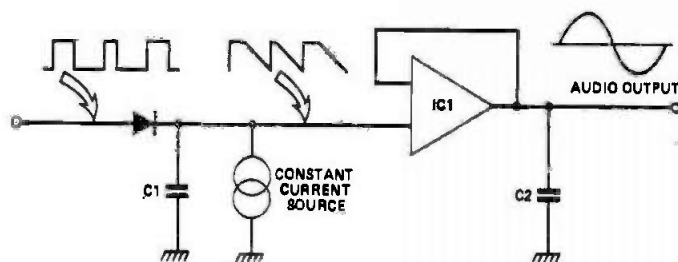 AUDIO OUTPUT
IC1
CONSTANT
CURRENT
SOURCE
C1
C2